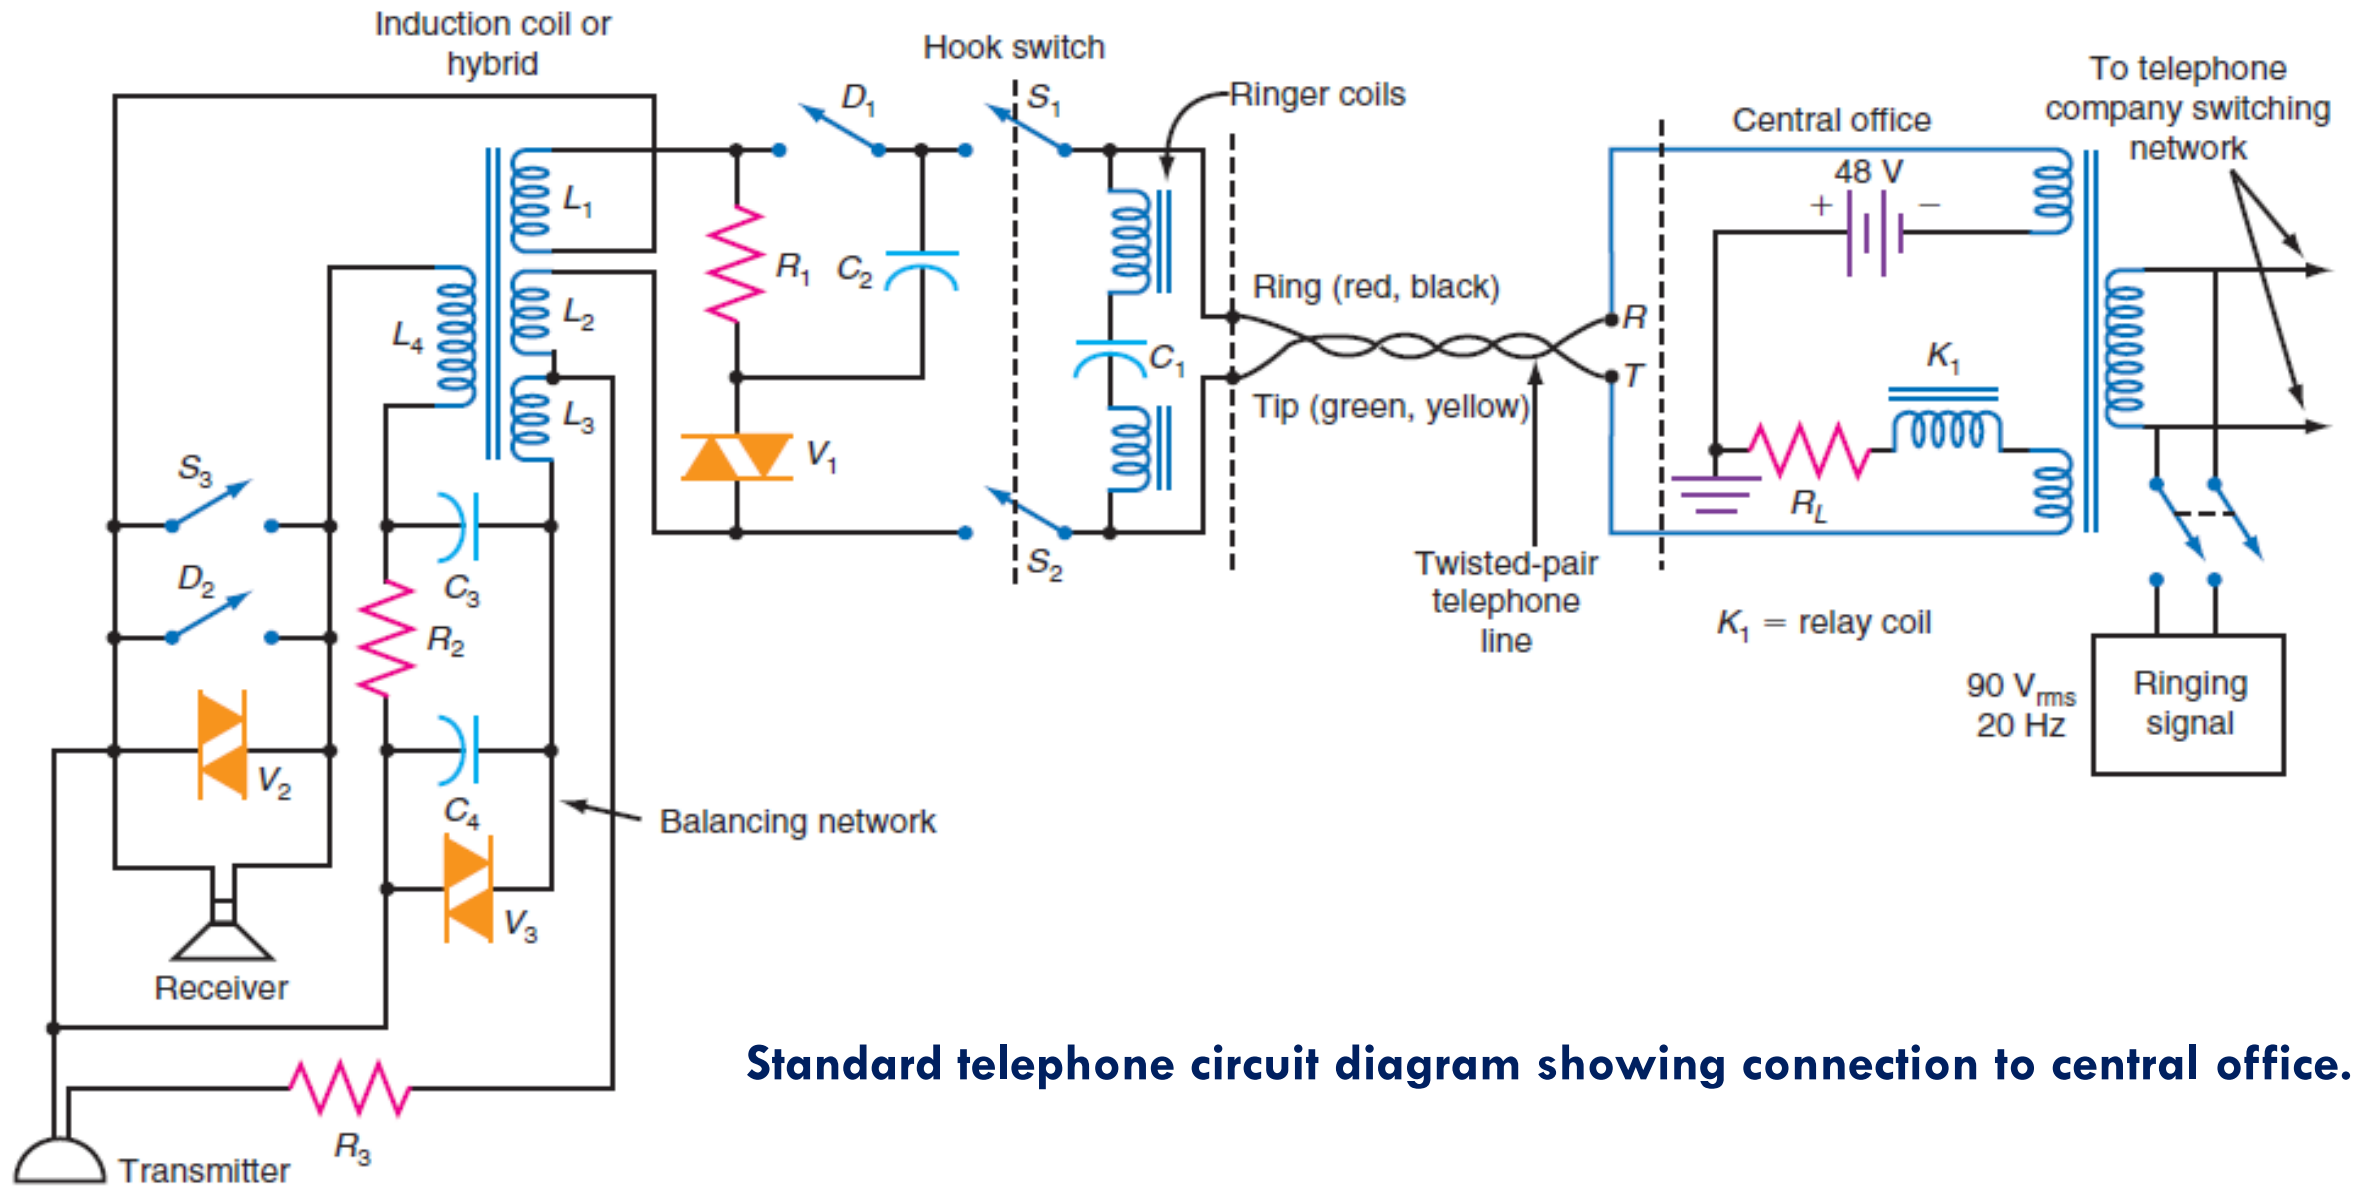 Induction coil or
hybrid
Hook switch
D1
S1
Ringer coils
Central office
48 V
+
−
To telephone
company switching
network
L1
L2
L3
L4
R1
C2
C1
V1
S2
Ring (red, black)
Tip (green, yellow)
R
T
K1
RL
Twisted-pair
telephone
line
K1 = relay coil
90 Vrms
20 Hz
Ringing
signal
S3
D2
C3
R2
V2
C4
V3
Balancing network
Receiver
R3
Transmitter
Standard telephone circuit diagram showing connection to central office.